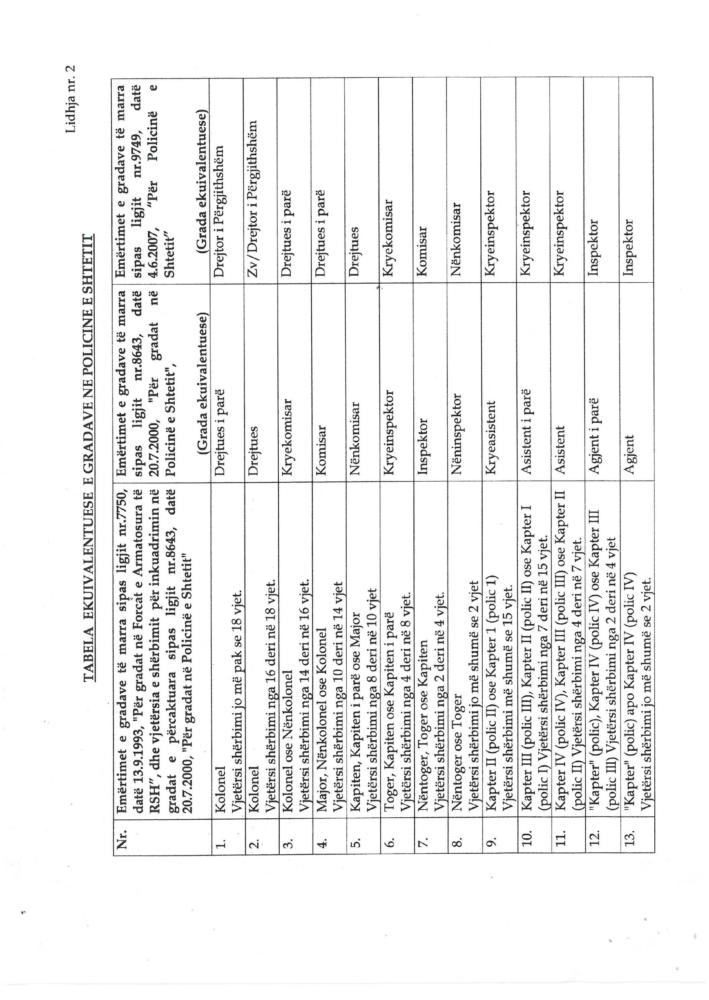 Lidhja nr. 2
TABELA EKUIVALENTUESE E GRADAVE NE POLICINE E SHTETIT
Nr.
Emërtimet e gradave të marra sipas ligjit nr.7750,
datë 13.9.1993, "Për gradat në Forcat e Armatosura të
RSH", dhe vjetërsia e shërbimit për inkuadrimin në
gradat e përcaktuara sipas ligjit nr.8643, datë
20.7.2000, "Për gradat në Policinë e Shtetit"
Emërtimet e gradave të marra
sipas ligjit nr.8643, datë
20.7.2000, "Për gradat në
Policinë e Shtetit",
(Grada ekuivalentuese)
Emërtimet e gradave të marra
sipas ligjit nr.9749, datë
4.6.2007, "Për Policinë e
Shtetit"
(Grada ekuivalentuese)
1.
Kolonel
Vjetërsi shërbimi jo më pak se 18 vjet.
Drejtues i parë
Drejtor i Përgjithshëm
2.
Kolonel
Vjetërsi shërbimi nga 16 deri në 18 vjet.
Drejtues
Zv/Drejtor i Përgjithshëm
3.
Kolonel ose Nënkolonel
Vjetërsi shërbimi nga 14 deri në 16 vjet.
Kryekomisar
Drejtues i parë
4.
Major, Nënkolonel ose Kolonel
Vjetërsi shërbimi nga 10 deri në 14 vjet
Komisar
Drejtues i parë
5.
Kapiten, Kapiten i parë ose Major
Vjetërsi shërbimi nga 8 deri në 10 vjet
Nënkomisar
Drejtues
6.
Toger, Kapiten ose Kapiten i parë
Vjetërsi shërbimi nga 4 deri në 8 vjet.
Kryeinspektor
Kryekomisar
7.
Nëntoger, Toger ose Kapiten
Vjetërsi shërbimi nga 2 deri në 4 vjet.
Inspektor
Komisar
8.
Nëntoger ose Toger
Vjetërsi shërbimi jo më shumë se 2 vjet
Nëninspektor
Nënkomisar
9.
Kapter II (polic II) ose Kapter 1 (polic 1)
Vjetërsi shërbimi më shumë se 15 vjet.
Kryeasistent
Kryeinspektor
10.
Kapter III (polic III), Kapter II (polic II) ose Kapter I
(polic I) Vjetërsi shërbimi nga 7 deri në 15 vjet.
Asistent i parë
Kryeinspektor
11.
Kapter IV (polic IV), Kapter III (polic III) ose Kapter II
(polic II) Vjetërsi shërbimi nga 4 deri në 7 vjet.
Asistent
Kryeinspektor
12.
"Kapter" (polic), Kapter IV (polic IV) ose Kapter III
(polic III) Vjetërsi shërbimi nga 2 deri në 4 vjet
Agjent i parë
Inspektor
13.
"Kapter" (polic) apo Kapter IV (polic IV)
Vjetërsi shërbimi jo më shumë se 2 vjet.
Agjent
Inspektor